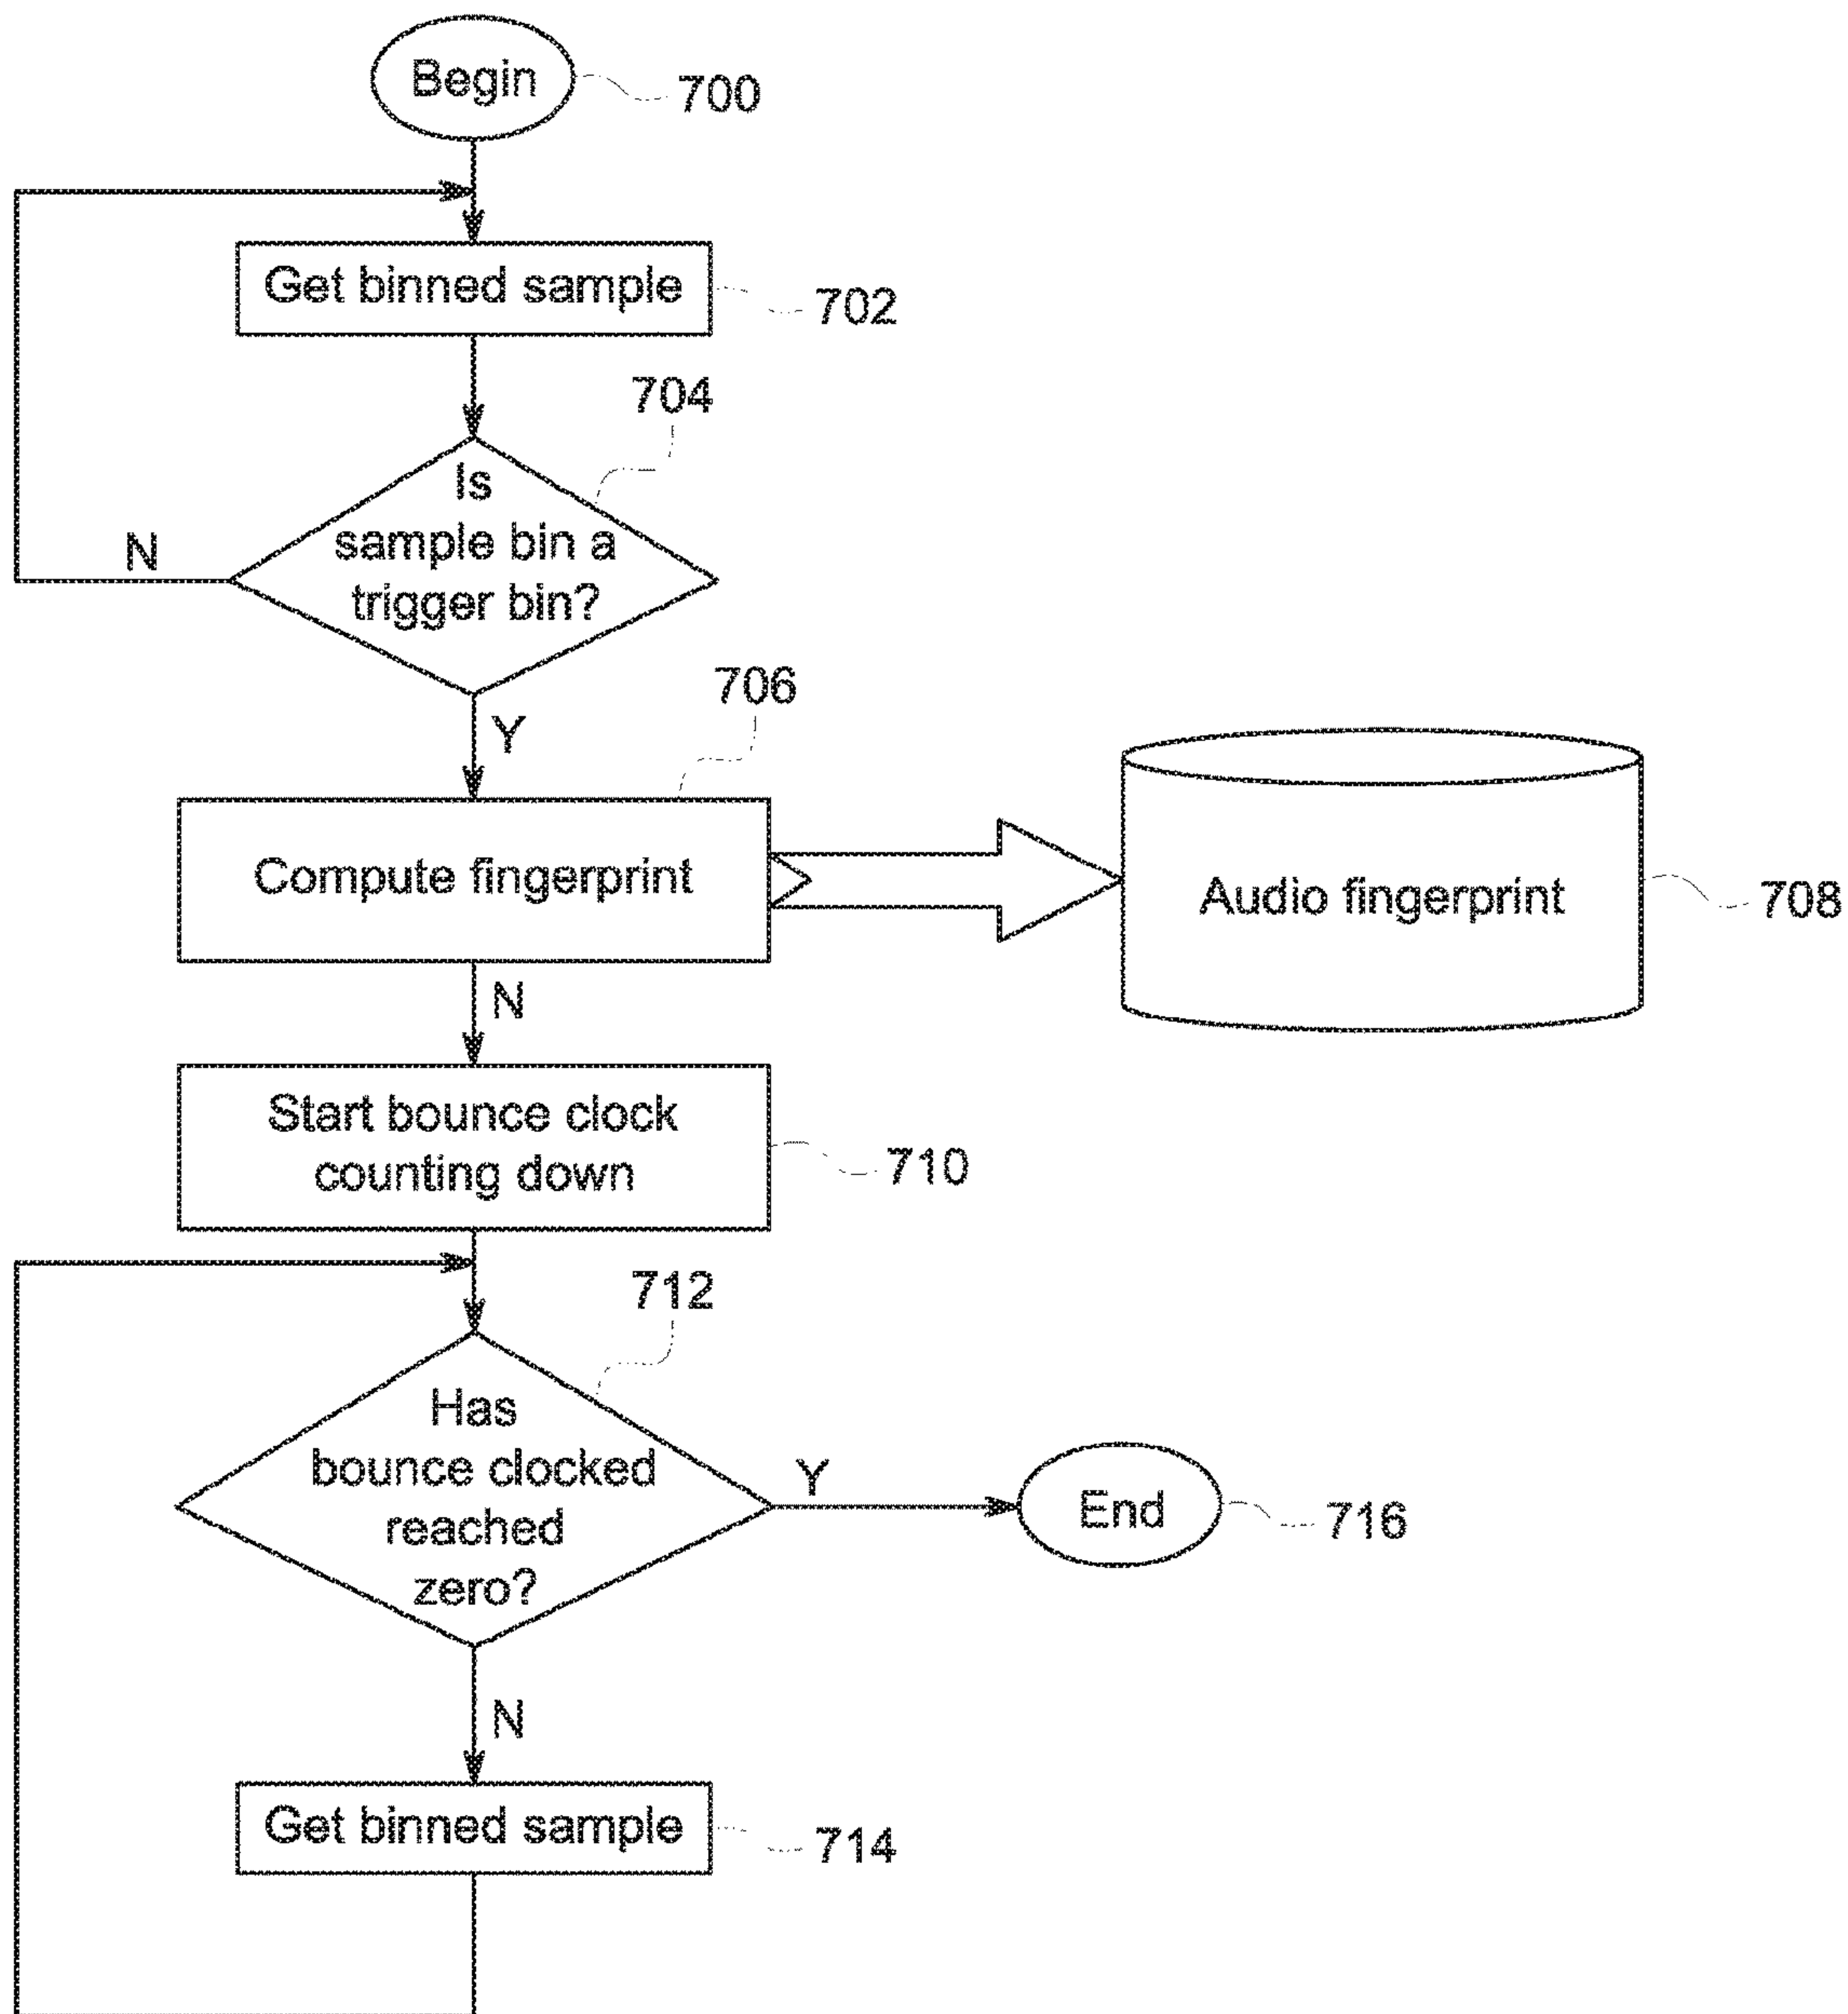 Begin
700
Get binned sample
702
704
Is
sample bin a
trigger bin?
N
Y
706
Compute fingerprint
Audio fingerprint
708
N
Start bounce clock
counting down
710
712
Has
bounce clocked
reached
zero?
Y
End
716
N
Get binned sample
714